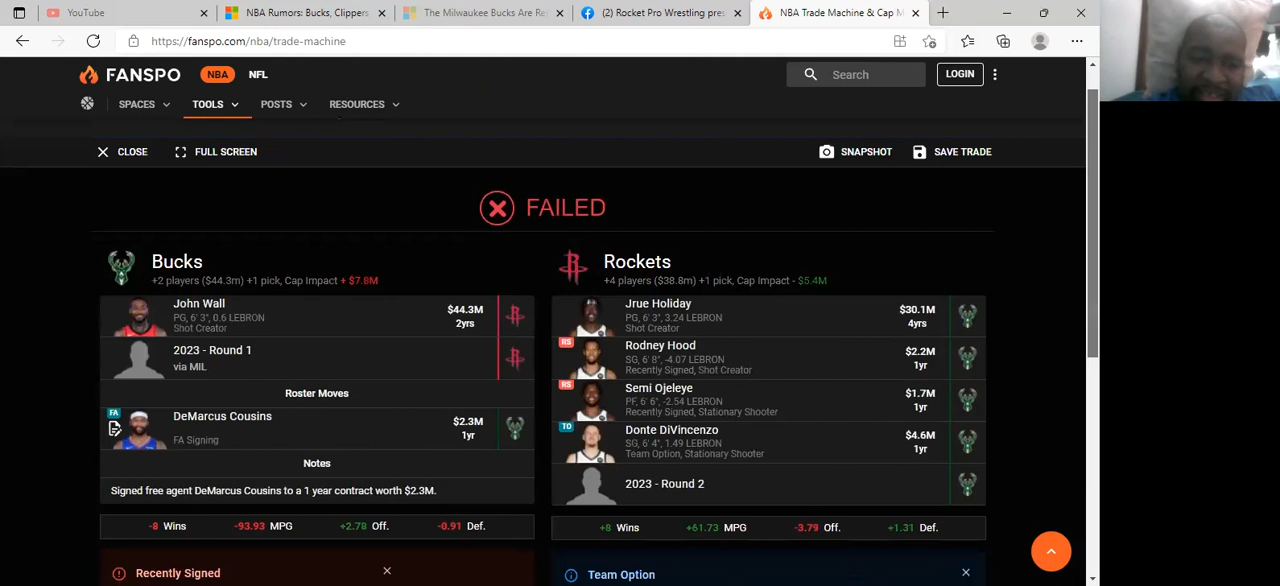 YouTube
NBA Rumors: Bucks, Clippers
The Milwaukee Bucks Are Re
(2) Rocket Pro Wrestling pres
NBA Trade Machine & Cap M
https://fanspo.com/nba/trade-machine
FANSPO NBA NFL
Search
LOGIN
SPACES TOOLS POSTS RESOURCES
CLOSE FULL SCREEN SNAPSHOT SAVE TRADE
FAILED
Bucks
+2 players ($44.3m) +1 pick, Cap Impact + $7.8M
John Wall
PG, 6' 3", 0.6 LEBRON
Shot Creator
$44.3M
2yrs
2023 - Round 1
via MIL
Roster Moves
FA
DeMarcus Cousins
FA Signing
$2.3M
1yr
Notes
Signed free agent DeMarcus Cousins to a 1 year contract worth $2.3M.
-8 Wins -93.93 MPG +2.78 Off. -0.91 Def.
Recently Signed
Rockets
+4 players ($38.8m) +1 pick, Cap Impact - $5.4M
Jrue Holiday
PG, 6' 3", 3.24 LEBRON
Shot Creator
$30.1M
4yrs
RS
Rodney Hood
SG, 6' 8", -4.07 LEBRON
Recently Signed, Shot Creator
$2.2M
1yr
RS
Semi Ojeleye
PF, 6' 6", -2.54 LEBRON
Recently Signed, Stationary Shooter
$1.7M
1yr
TO
Donte DiVincenzo
SG, 6' 4", 1.49 LEBRON
Team Option, Stationary Shooter
$4.6M
1yr
2023 - Round 2
+8 Wins +61.73 MPG -3.79 Off. +1.31 Def.
Team Option